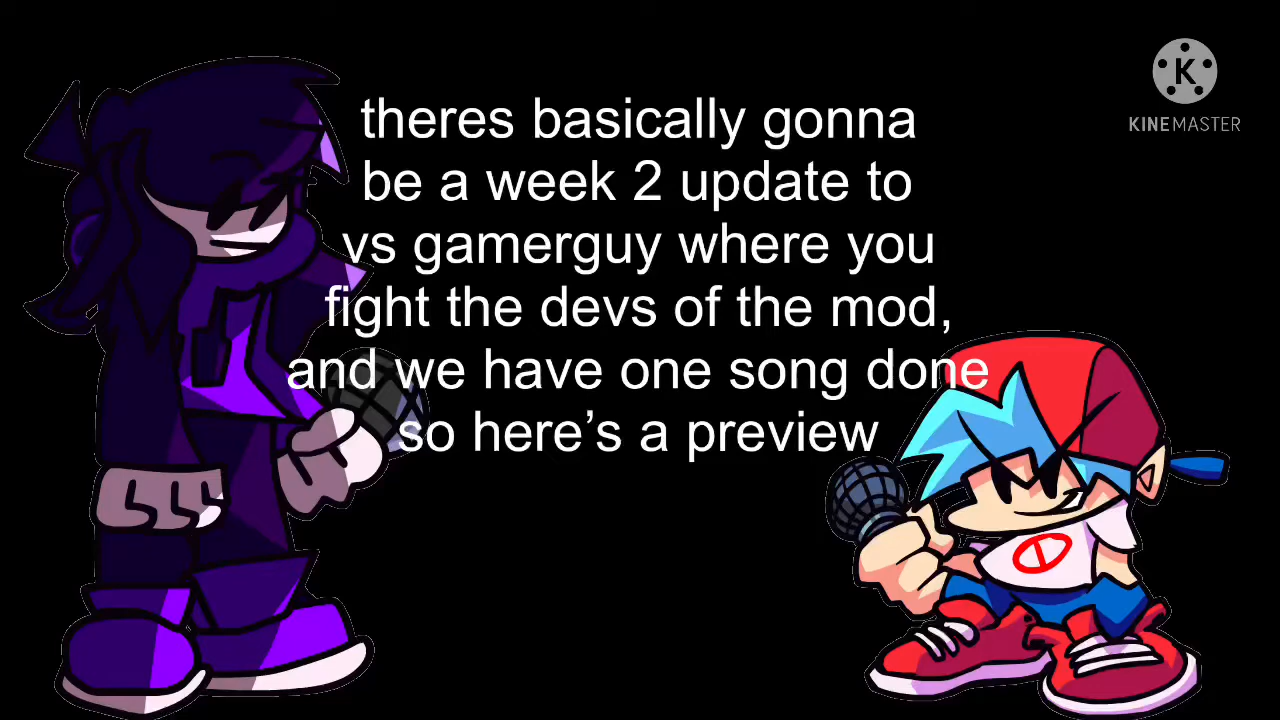 theres basically gonna
be a week 2 update to
vs gamerguy where you
fight the devs of the mod,
and we have one song done
so here’s a preview
K
KINEMASTER